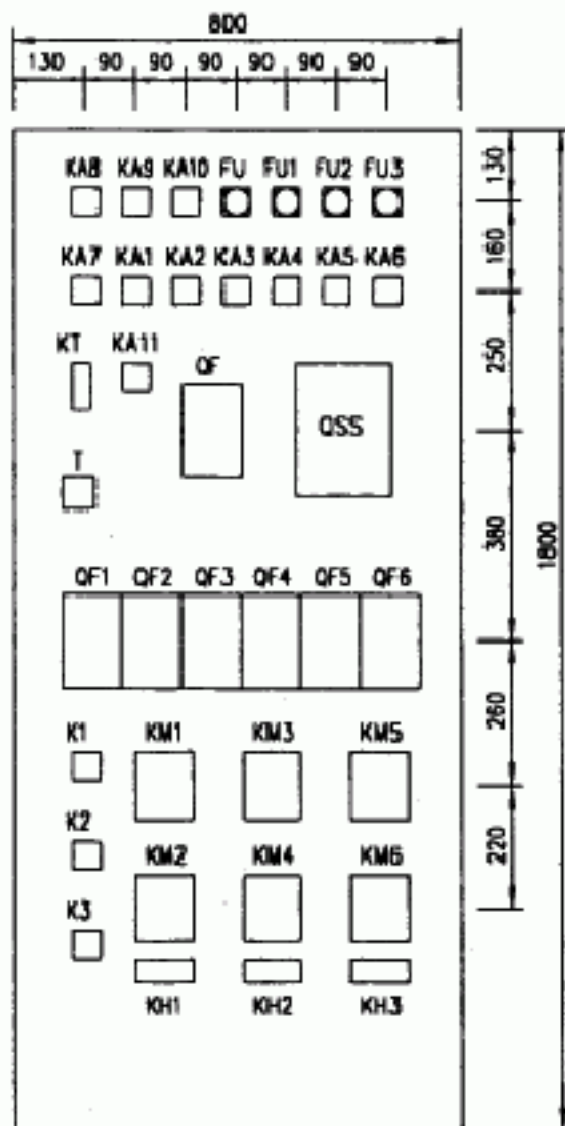 800
130 90 90 90 90 90 90
KA8 KA9 KA10 FU FU1 FU2 FU3
130
160
KA7 KA1 KA2 KA3 KA4 KA5 KA6
KT KA11 QF
250
QSS
T
380
1800
QF1 QF2 QF3 QF4 QF5 QF6
260
K1 KM1 KM3 KM5
K2 KM2 KM4 KM6
220
K3
KH1 KH2 KH3